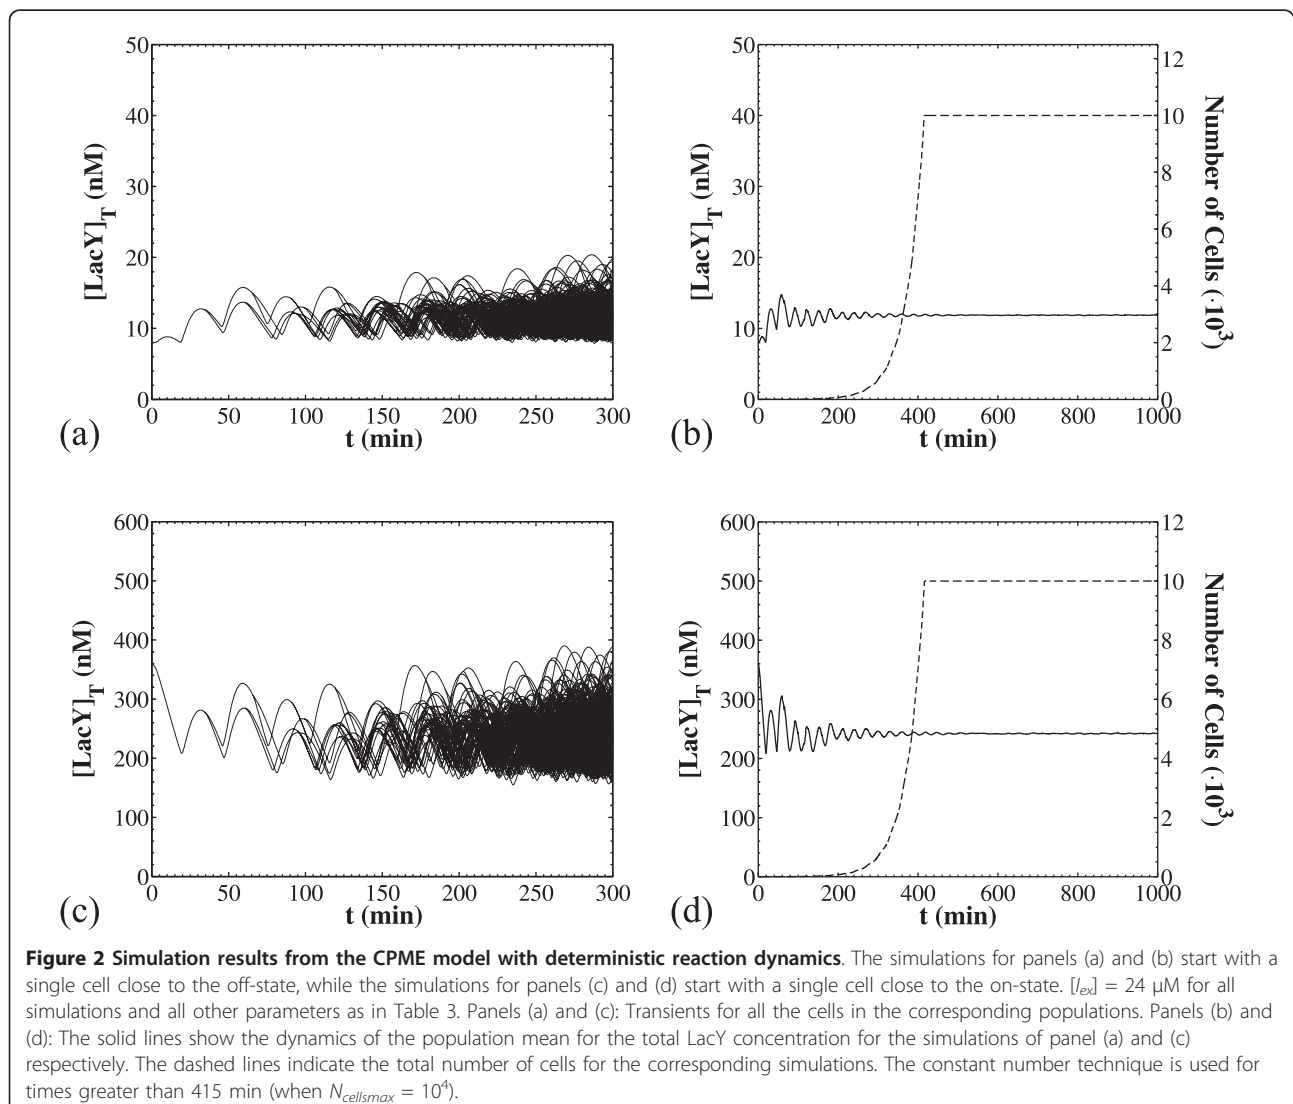 50
40
30
20
10
0
[LacY]T (nM)
0 50 100 150 200 250 300
t (min)
(a)
50
40
30
20
10
0
[LacY]T (nM)
12
10
8
6
4
2
0
Number of Cells (·10³)
0 200 400 600 800 1000
t (min)
(b)
600
500
400
300
200
100
0
[LacY]T (nM)
0 50 100 150 200 250 300
t (min)
(c)
600
500
400
300
200
100
0
[LacY]T (nM)
12
10
8
6
4
2
0
Number of Cells (·10³)
0 200 400 600 800 1000
t (min)
(d)
Figure 2 Simulation results from the CPME model with deterministic reaction dynamics. The simulations for panels (a) and (b) start with a
single cell close to the off-state, while the simulations for panels (c) and (d) start with a single cell close to the on-state. [Iex] = 24 μM for all
simulations and all other parameters as in Table 3. Panels (a) and (c): Transients for all the cells in the corresponding populations. Panels (b) and
(d): The solid lines show the dynamics of the population mean for the total LacY concentration for the simulations of panel (a) and (c)
respectively. The dashed lines indicate the total number of cells for the corresponding simulations. The constant number technique is used for
times greater than 415 min (when Ncellsmax = 10⁴).